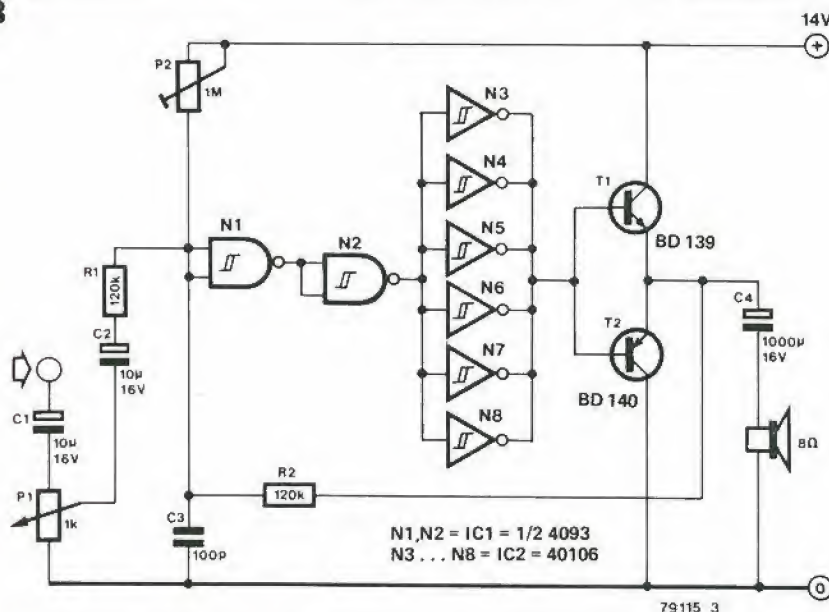 3
14V
+
P2
1M
N3
N4
T1
N1
N2
N5
BD 139
R1
120k
N6
C4
1000µ
16V
T2
C2
10µ
16V
N7
BD 140
C1
10µ
16V
N8
8Ω
P1
1k
R2
120k
C3
100p
N1,N2 = IC1 = 1/2 4093
N3 . . . N8 = IC2 = 40106
0
79115 3